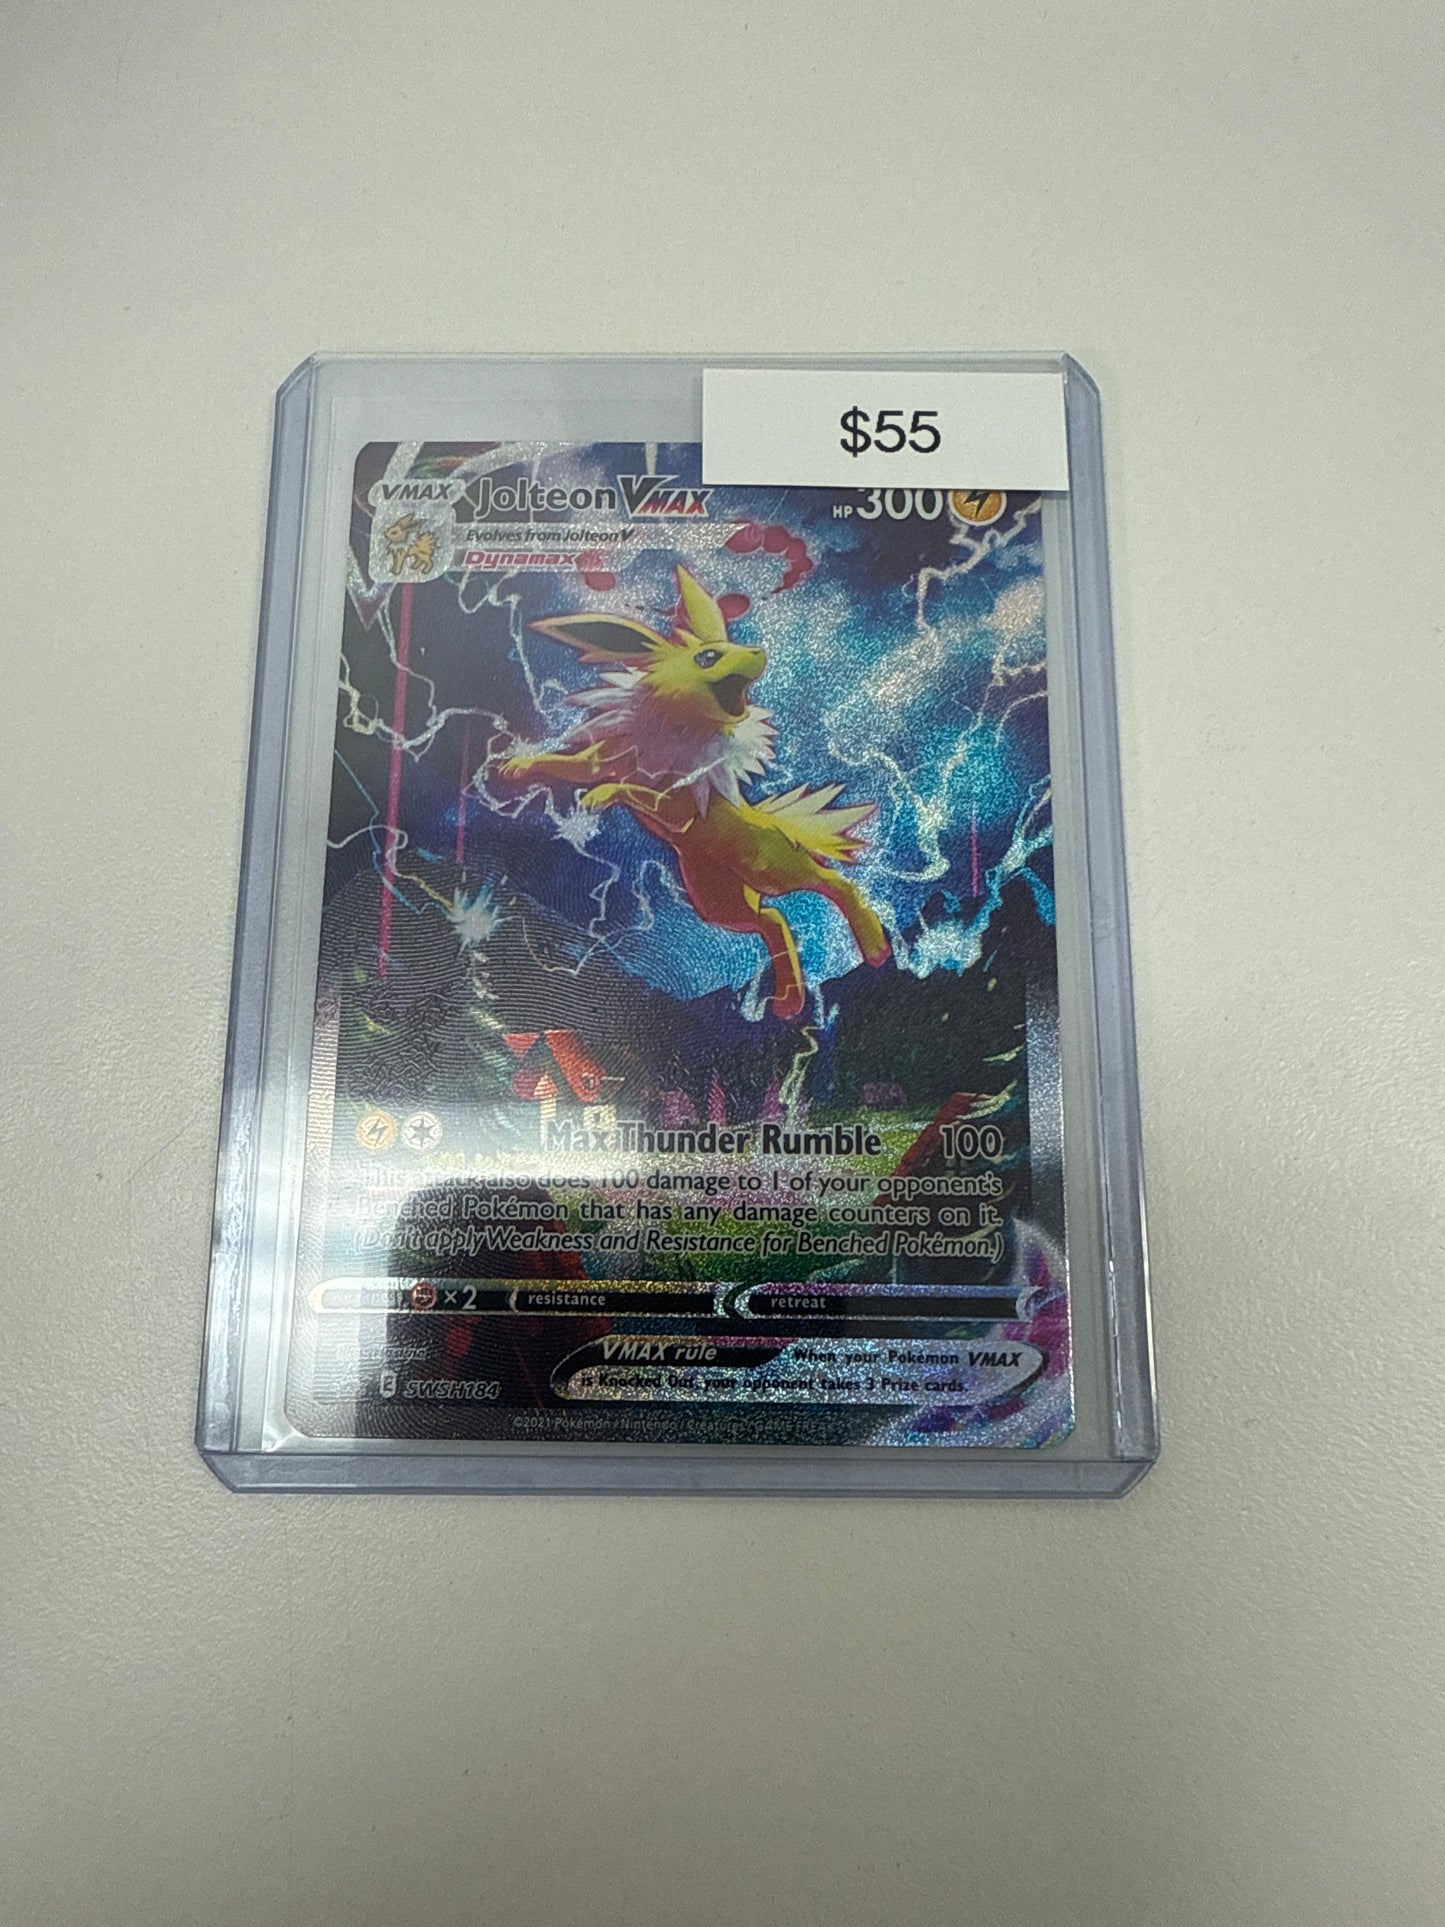 $55
VMAX Jolteon VMAX HP 300
Evolves from Jolteon V
Dynamax
Max Thunder Rumble 100
This attack also does 100 damage to 1 of your opponent's
Benched Pokémon that has any damage counters on it.
(Don't apply Weakness and Resistance for Benched Pokémon.)
weakness ×2 resistance retreat
VMAX rule When your Pokémon VMAX
is Knocked Out, your opponent takes 3 Prize cards.
E SWSH184
©2021 Pokémon / Nintendo / Creatures / GAME FREAK